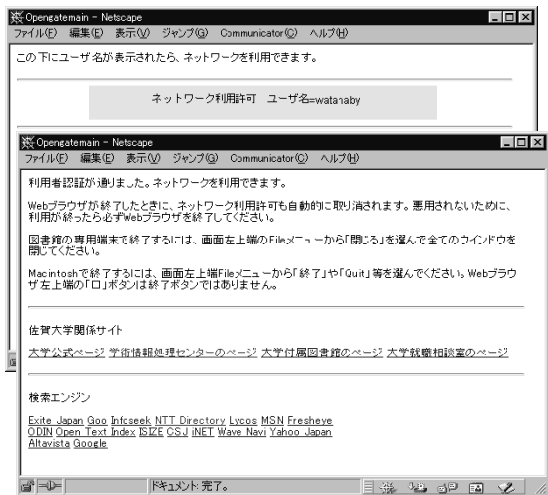 Opengatemain - Netscape
ファイル(F) 編集(E) 表示(V) ジャンプ(G) Communicator(C) ヘルプ(H)
この下にユーザ名が表示されたら、ネットワークを利用できます。
ネットワーク利用許可 ユーザ名=watanaby
Opengatemain - Netscape
ファイル(F) 編集(E) 表示(V) ジャンプ(G) Communicator(C) ヘルプ(H)
利用者認証が通りました。ネットワークを利用できます。
Webブラウザが終了したときに、ネットワーク利用許可も自動的に取り消されます。悪用されないために、
利用が終ったら必ずWebブラウザを終了してください。
図書館の専用端末で終了するには、画面左上端のFileメニューから「閉じる」を選んで全てのウインドウを
閉じてください。
Macintoshで終了するには、画面左上端Fileメニューから「終了」や「Quit」等を選んでください。Webブラウ
ザ左上端の「口」ボタンは終了ボタンではありません。
佐賀大学関係サイト
大学公式ページ 学術情報処理センターのページ 大学付属図書館のページ 大学就職相談室のページ
検索エンジン
Exite Japan Goo Infcseek NTT Directory Lycos MSN Fresheye
ODIN Open Text Index ISIZE CSJ iNET Wave Navi Yahoo Japan
Altavista Google
ドキュメント: 完了。